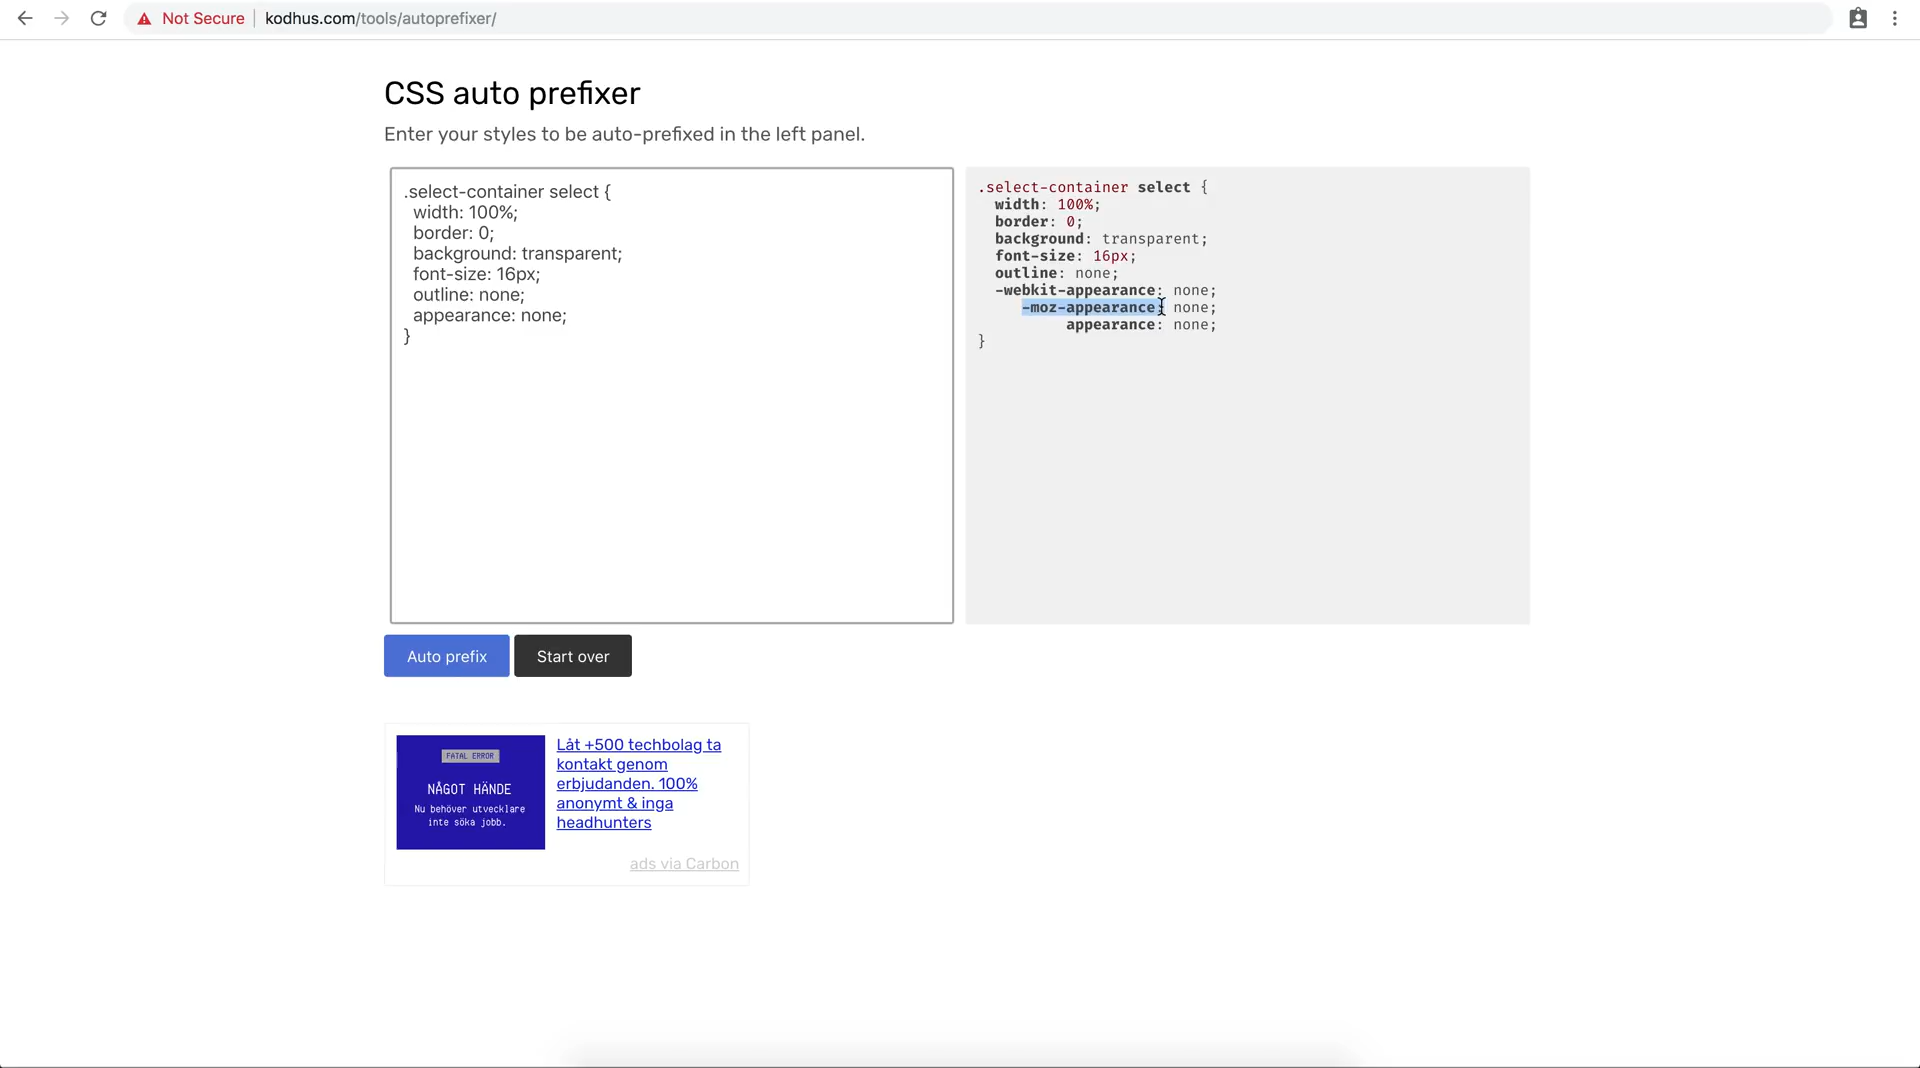 Not Secure | kodhus.com/tools/autoprefixer/
CSS auto prefixer
Enter your styles to be auto-prefixed in the left panel.
.select-container select {
  width: 100%;
  border: 0;
  background: transparent;
  font-size: 16px;
  outline: none;
  appearance: none;
}
.select-container select {
  width: 100%;
  border: 0;
  background: transparent;
  font-size: 16px;
  outline: none;
  -webkit-appearance: none;
     -moz-appearance: none;
          appearance: none;
}
Auto prefix
Start over
FATAL ERROR
NÅGOT HÄNDE
Nu behöver utvecklare
inte söka jobb.
Låt +500 techbolag ta
kontakt genom
erbjudanden. 100%
anonymt & inga
headhunters
ads via Carbon